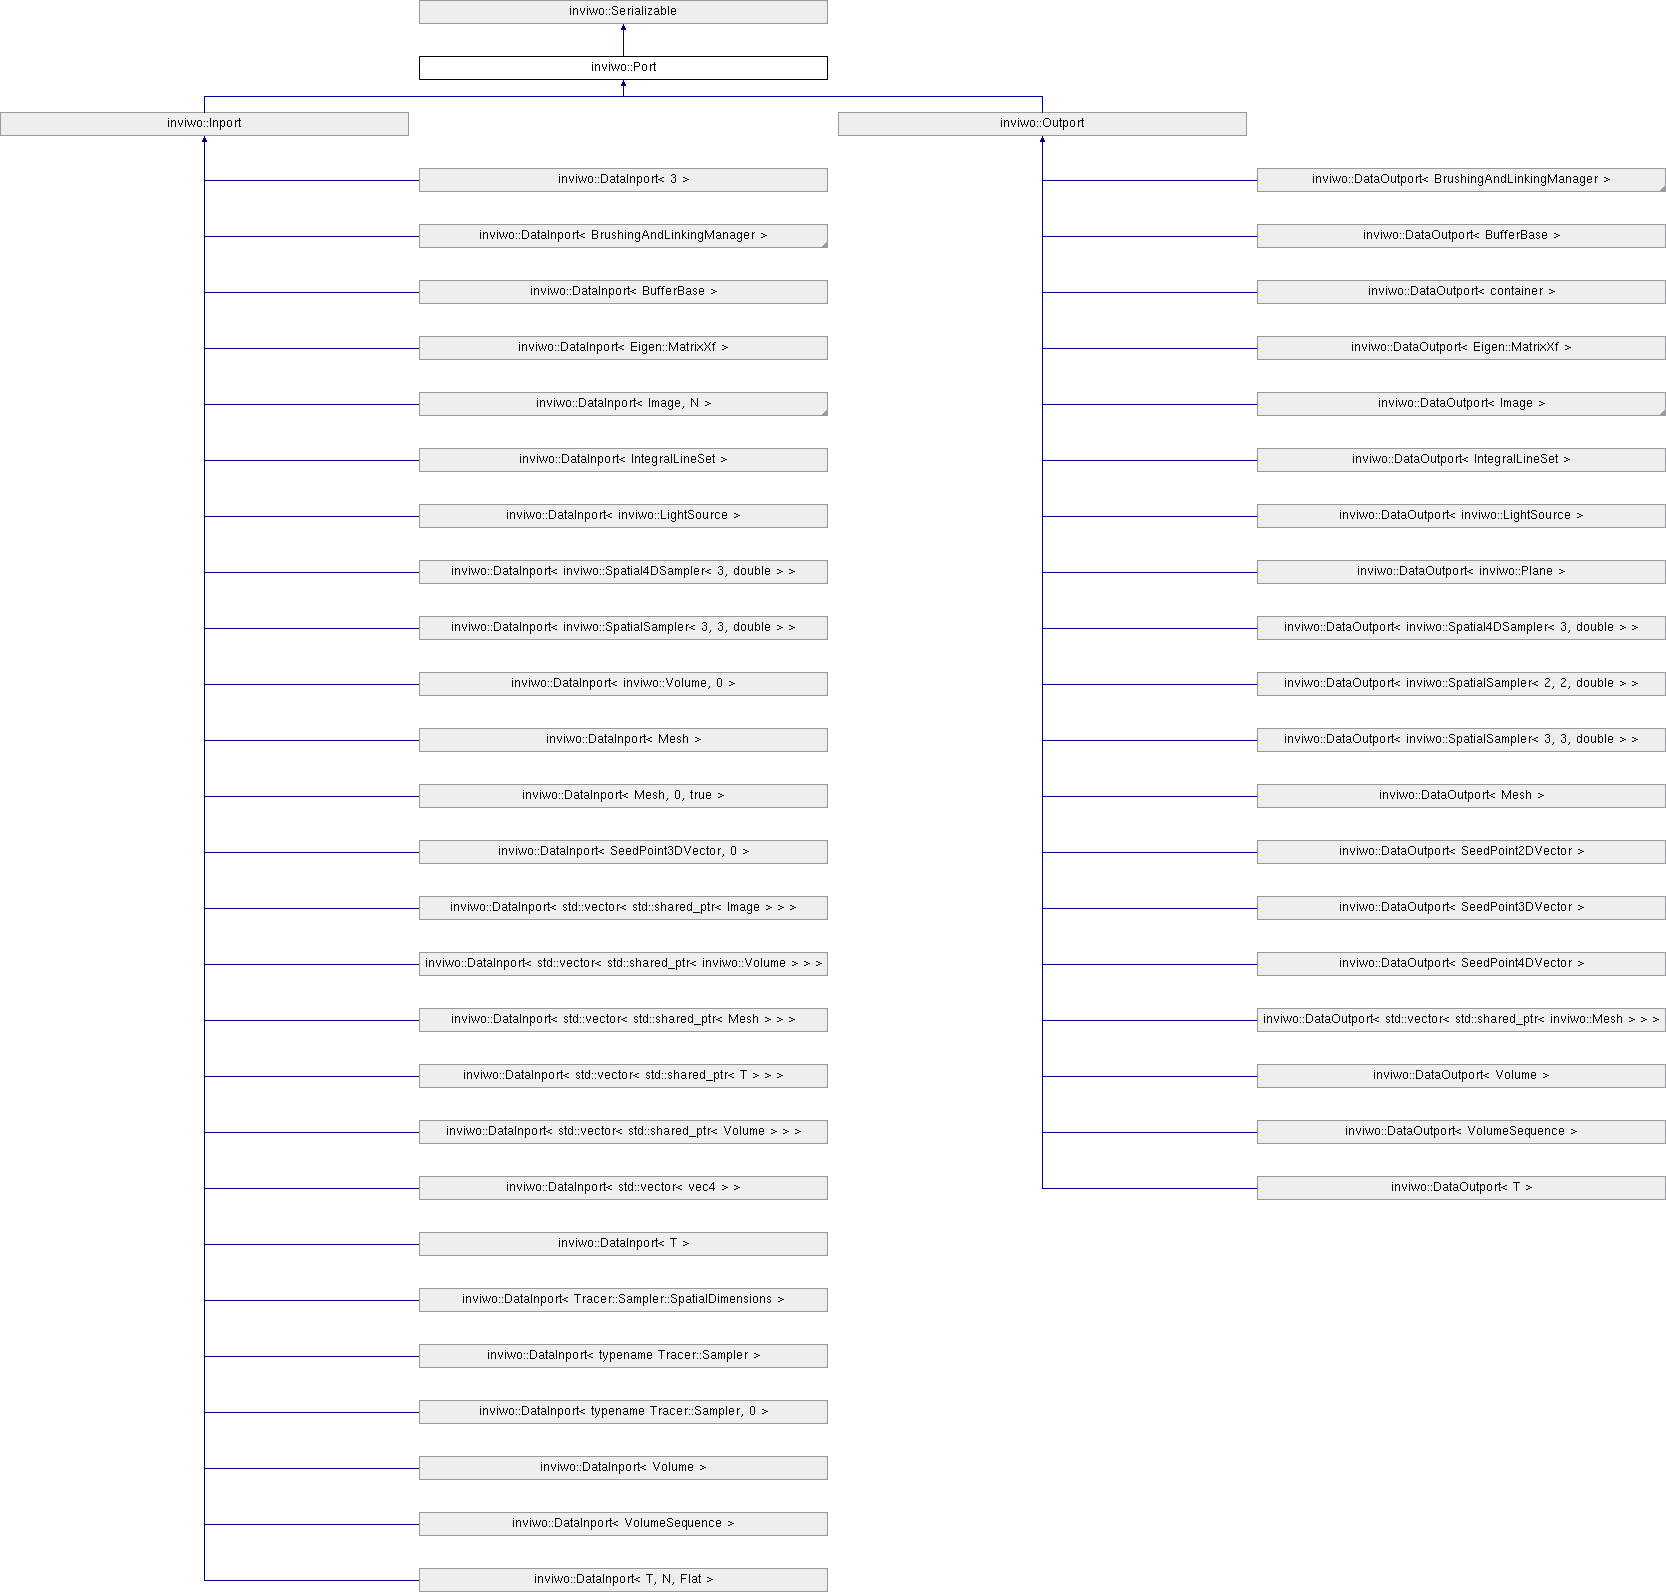 inviwo::Serializable
inviwo::Port
inviwo::Inport
inviwo::Outport
inviwo::DataInport< 3 >
inviwo::DataInport< BrushingAndLinkingManager >
inviwo::DataInport< BufferBase >
inviwo::DataInport< Eigen::MatrixXf >
inviwo::DataInport< Image, N >
inviwo::DataInport< IntegralLineSet >
inviwo::DataInport< inviwo::LightSource >
inviwo::DataInport< inviwo::Spatial4DSampler< 3, double > >
inviwo::DataInport< inviwo::SpatialSampler< 3, 3, double > >
inviwo::DataInport< inviwo::Volume, 0 >
inviwo::DataInport< Mesh >
inviwo::DataInport< Mesh, 0, true >
inviwo::DataInport< SeedPoint3DVector, 0 >
inviwo::DataInport< std::vector< std::shared_ptr< Image > > >
inviwo::DataInport< std::vector< std::shared_ptr< inviwo::Volume > > >
inviwo::DataInport< std::vector< std::shared_ptr< Mesh > > >
inviwo::DataInport< std::vector< std::shared_ptr< T > > >
inviwo::DataInport< std::vector< std::shared_ptr< Volume > > >
inviwo::DataInport< std::vector< vec4 > >
inviwo::DataInport< T >
inviwo::DataInport< Tracer::Sampler::SpatialDimensions >
inviwo::DataInport< typename Tracer::Sampler >
inviwo::DataInport< typename Tracer::Sampler, 0 >
inviwo::DataInport< Volume >
inviwo::DataInport< VolumeSequence >
inviwo::DataInport< T, N, Flat >
inviwo::DataOutport< BrushingAndLinkingManager >
inviwo::DataOutport< BufferBase >
inviwo::DataOutport< container >
inviwo::DataOutport< Eigen::MatrixXf >
inviwo::DataOutport< Image >
inviwo::DataOutport< IntegralLineSet >
inviwo::DataOutport< inviwo::LightSource >
inviwo::DataOutport< inviwo::Plane >
inviwo::DataOutport< inviwo::Spatial4DSampler< 3, double > >
inviwo::DataOutport< inviwo::SpatialSampler< 2, 2, double > >
inviwo::DataOutport< inviwo::SpatialSampler< 3, 3, double > >
inviwo::DataOutport< Mesh >
inviwo::DataOutport< SeedPoint2DVector >
inviwo::DataOutport< SeedPoint3DVector >
inviwo::DataOutport< SeedPoint4DVector >
inviwo::DataOutport< std::vector< std::shared_ptr< inviwo::Mesh > > >
inviwo::DataOutport< Volume >
inviwo::DataOutport< VolumeSequence >
inviwo::DataOutport< T >